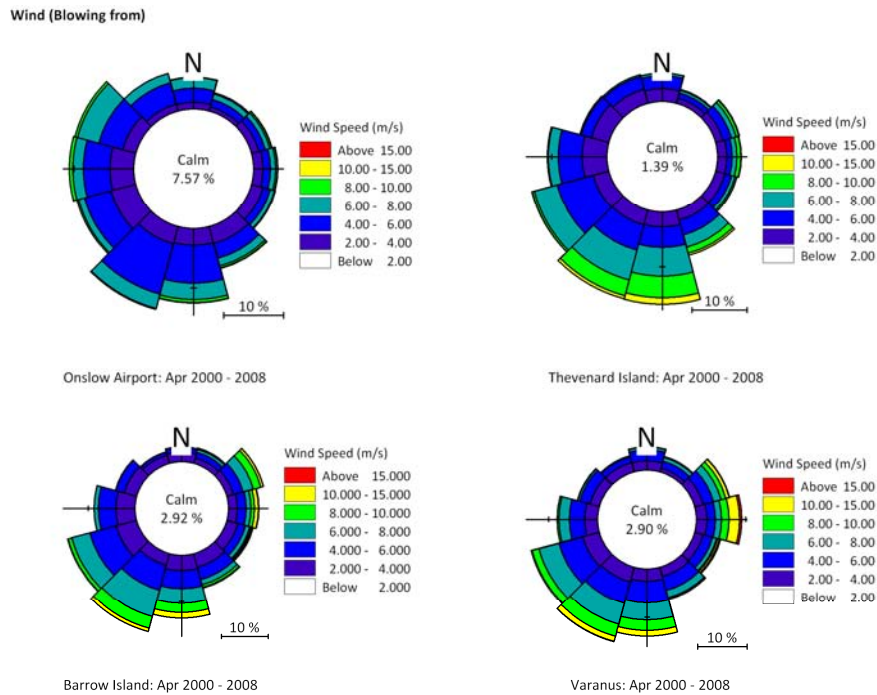 Wind (Blowing from)
N
Calm
7.57 %
Wind Speed (m/s)
Above 15.00
10.00 - 15.00
8.00 - 10.00
6.00 - 8.00
4.00 - 6.00
2.00 - 4.00
Below 2.00
10 %
Onslow Airport: Apr 2000 - 2008
N
Calm
1.39 %
Wind Speed (m/s)
Above 15.00
10.00 - 15.00
8.00 - 10.00
6.00 - 8.00
4.00 - 6.00
2.00 - 4.00
Below 2.00
10 %
Thevenard Island: Apr 2000 - 2008
N
Calm
2.92 %
Wind Speed (m/s)
Above 15.000
10.000 - 15.000
8.000 - 10.000
6.000 - 8.000
4.000 - 6.000
2.000 - 4.000
Below 2.000
10 %
Barrow Island: Apr 2000 - 2008
N
Calm
2.90 %
Wind Speed (m/s)
Above 15.00
10.00 - 15.00
8.00 - 10.00
6.00 - 8.00
4.00 - 6.00
2.00 - 4.00
Below 2.00
10 %
Varanus: Apr 2000 - 2008